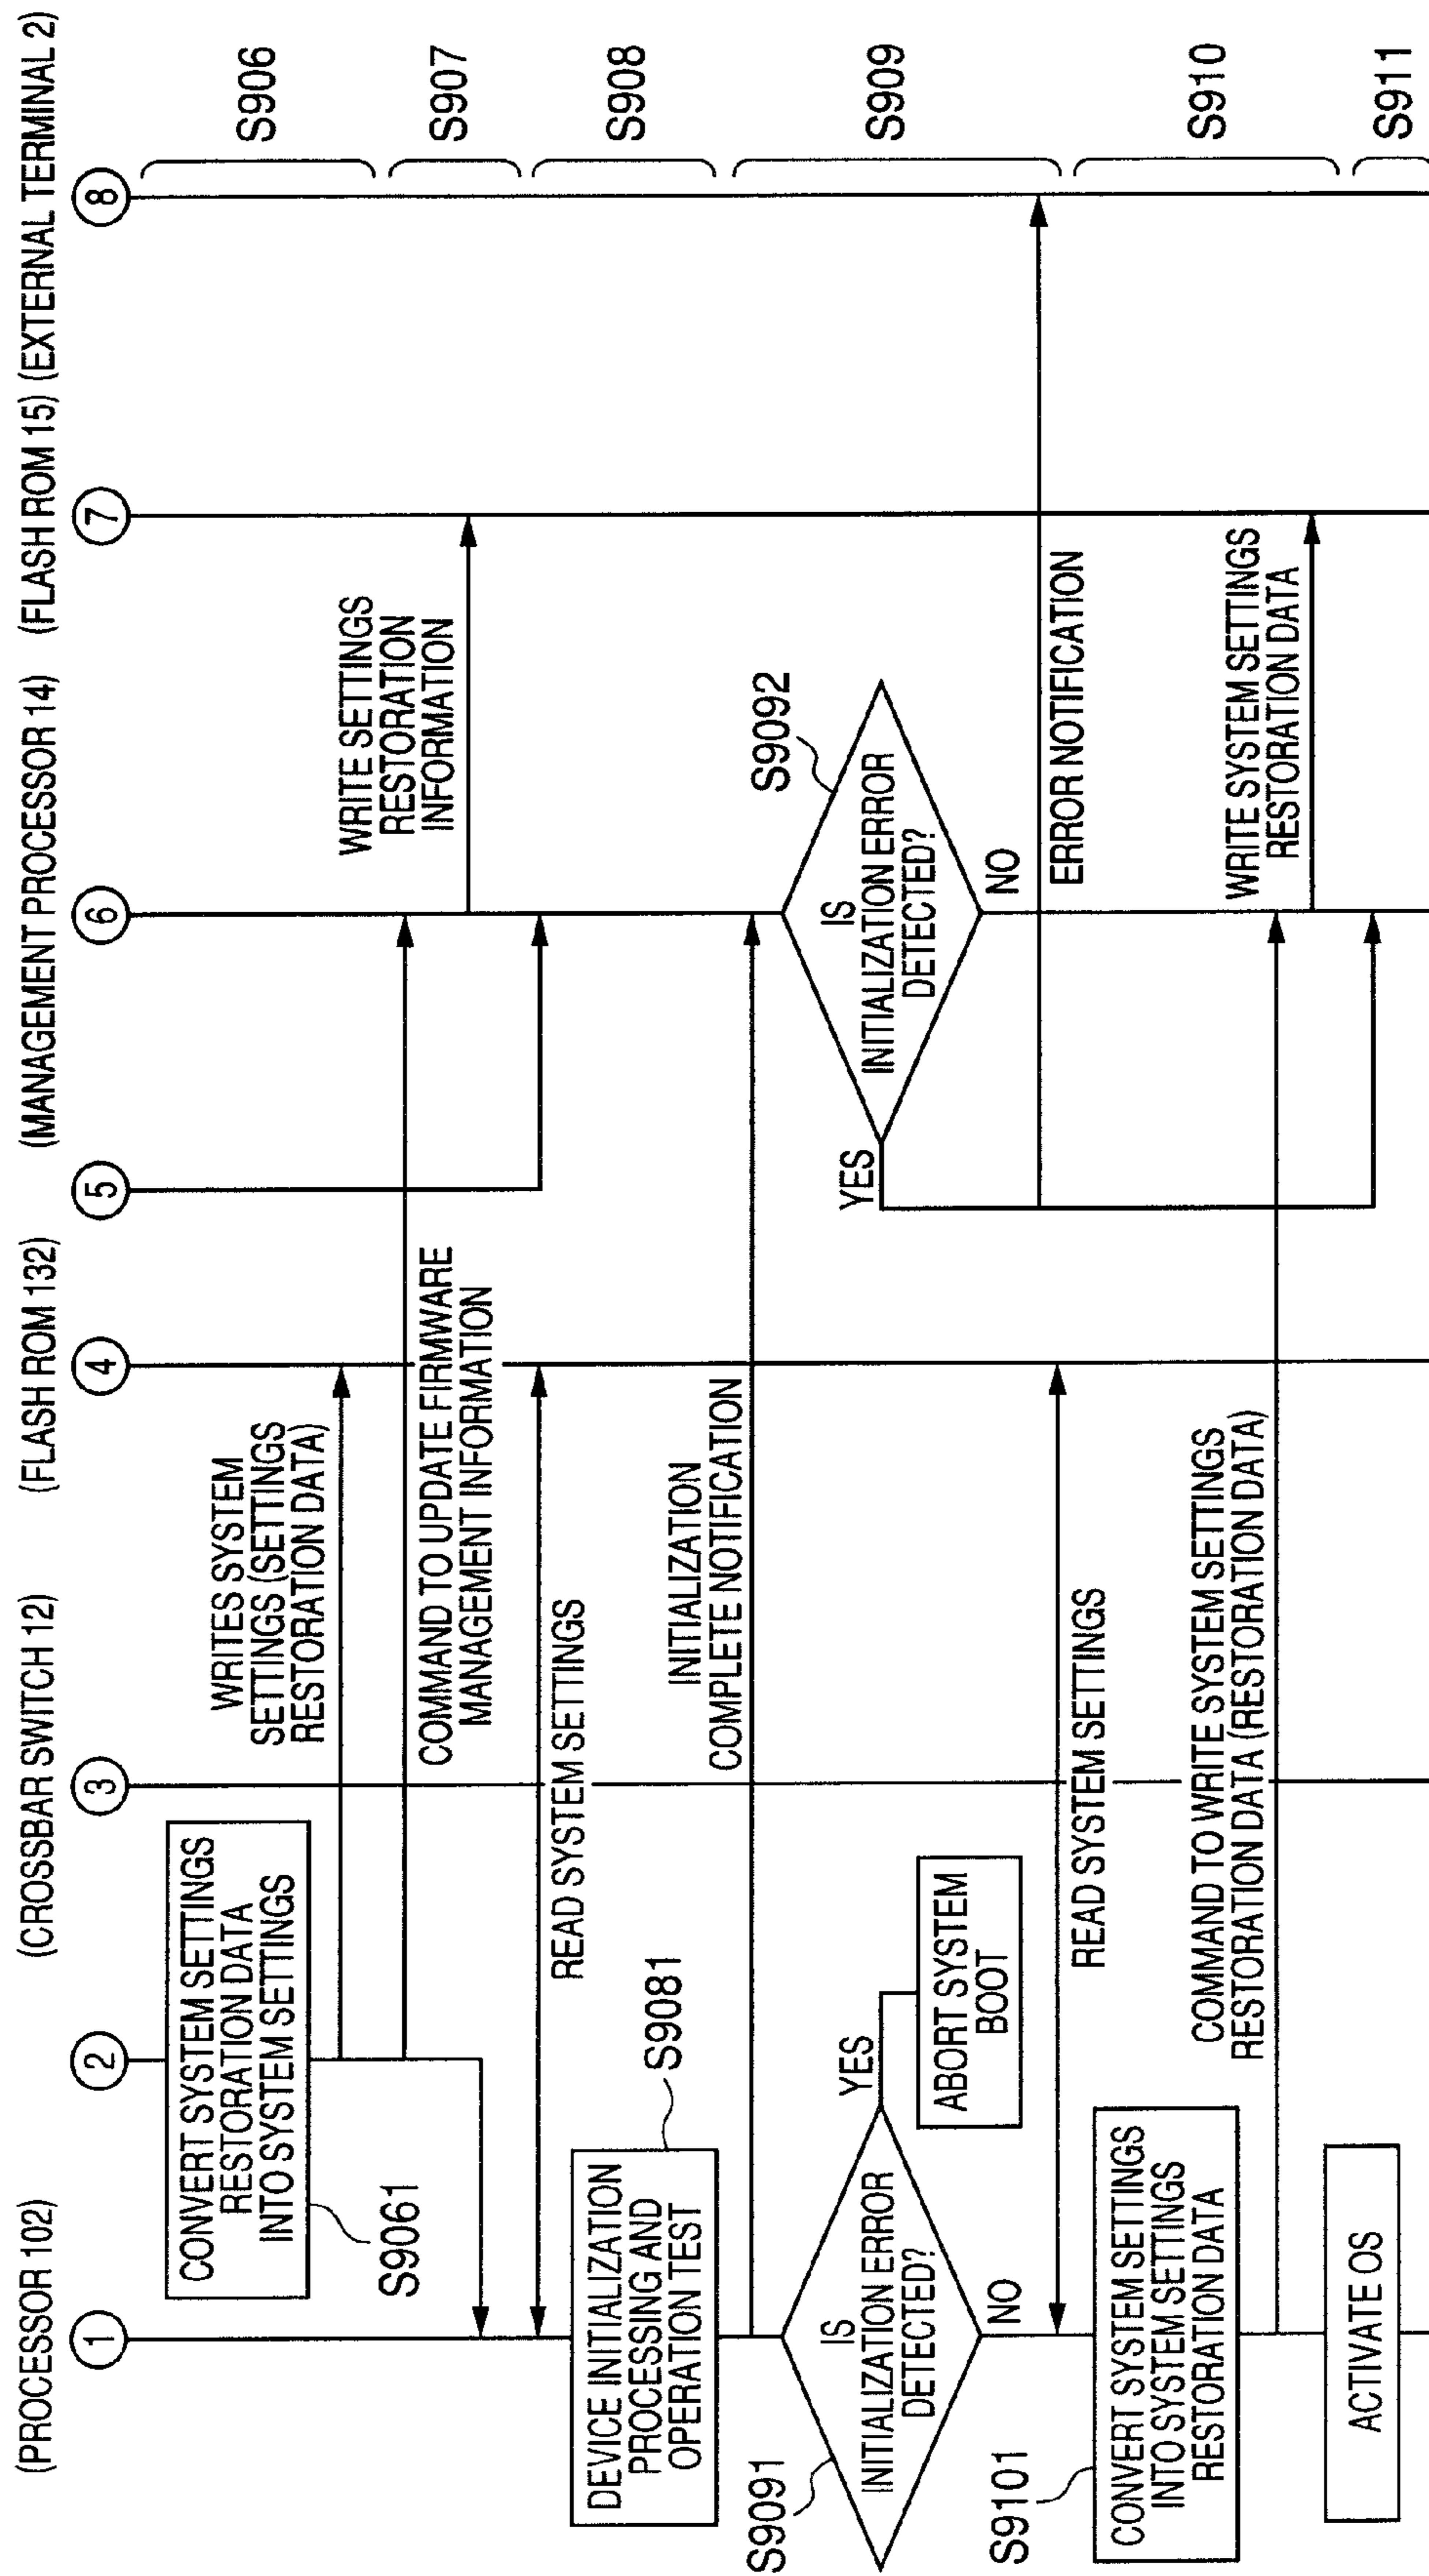 (PROCESSOR 102)
(CROSSBAR SWITCH 12)
(FLASH ROM 132)
(MANAGEMENT PROCESSOR 14)
(FLASH ROM 15)
(EXTERNAL TERMINAL 2)
1
2
3
4
5
6
7
8
S906
CONVERT SYSTEM SETTINGS
RESTORATION DATA
INTO SYSTEM SETTINGS
S9061
WRITES SYSTEM
SETTINGS (SETTINGS
RESTORATION DATA)
S907
COMMAND TO UPDATE FIRMWARE
MANAGEMENT INFORMATION
WRITE SETTINGS
RESTORATION
INFORMATION
S908
READ SYSTEM SETTINGS
DEVICE INITIALIZATION
PROCESSING AND
OPERATION TEST
S9081
INITIALIZATION
COMPLETE NOTIFICATION
S909
S9091
IS
INITIALIZATION ERROR
DETECTED?
YES
ABORT SYSTEM
BOOT
NO
S9092
IS
INITIALIZATION ERROR
DETECTED?
YES
NO
ERROR NOTIFICATION
READ SYSTEM SETTINGS
S910
S9101
CONVERT SYSTEM SETTINGS
INTO SYSTEM SETTINGS
RESTORATION DATA
COMMAND TO WRITE SYSTEM SETTINGS
RESTORATION DATA (RESTORATION DATA)
WRITE SYSTEM SETTINGS
RESTORATION DATA
S911
ACTIVATE OS